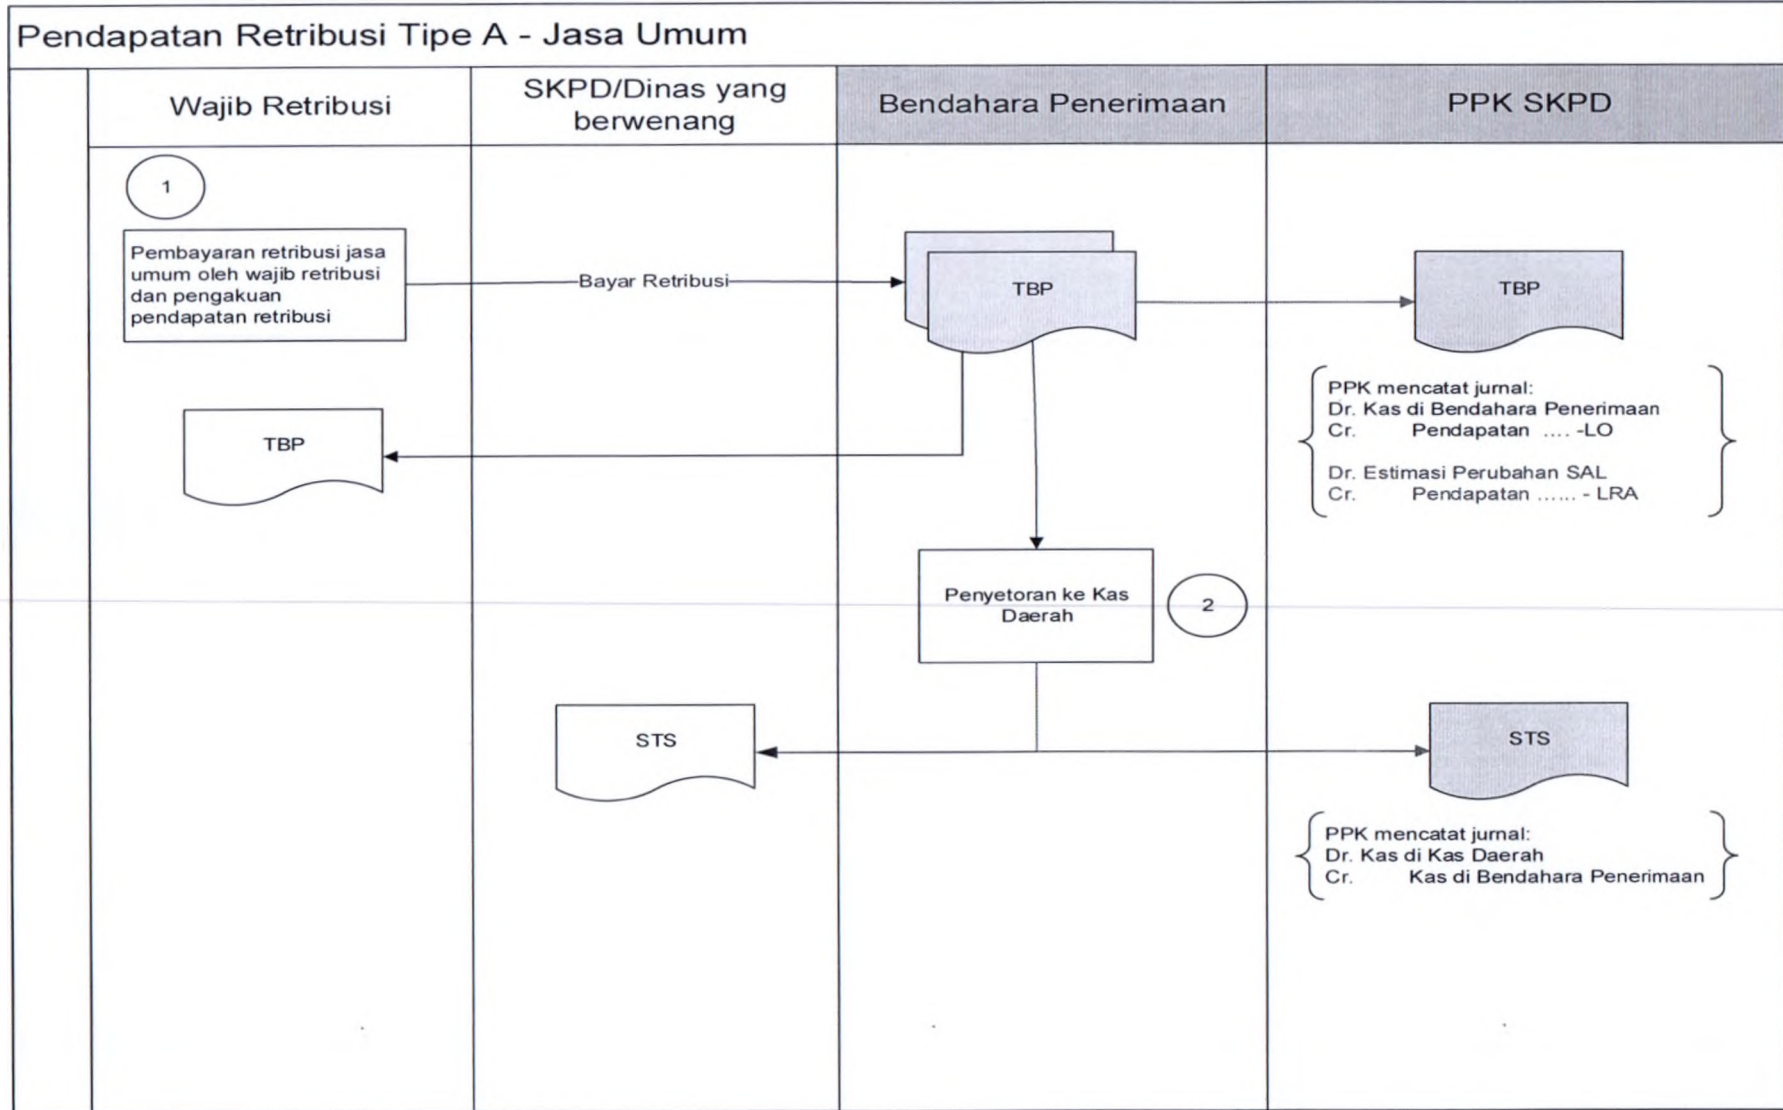 Pendapatan Retribusi Tipe A - Jasa Umum
Wajib Retribusi
SKPD/Dinas yang
berwenang
Bendahara Penerimaan
PPK SKPD
1
Pembayaran retribusi jasa
umum oleh wajib retribusi
dan pengakuan
pendapatan retribusi
Bayar Retribusi
TBP
TBP
TBP
PPK mencatat jurnal:
Dr. Kas di Bendahara Penerimaan
Cr. Pendapatan .... -LO
Dr. Estimasi Perubahan SAL
Cr. Pendapatan ...... - LRA
Penyetoran ke Kas
Daerah
2
STS
STS
PPK mencatat jurnal:
Dr. Kas di Kas Daerah
Cr. Kas di Bendahara Penerimaan